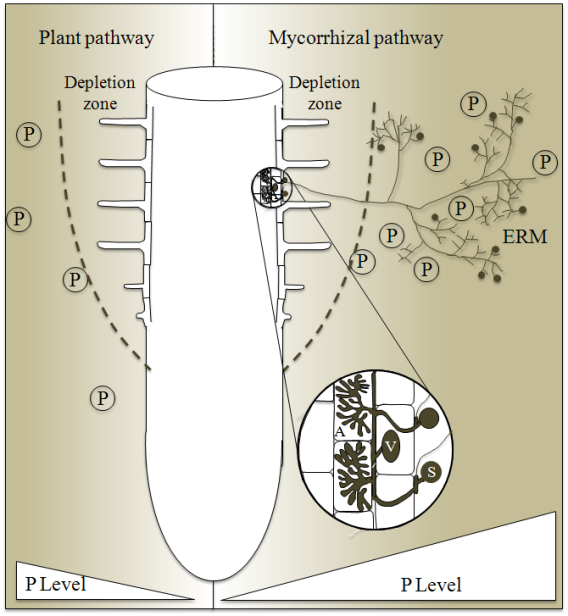 Plant pathway
Mycorrhizal pathway
Depletion
zone
Depletion
zone
P
P
P
P
P
P
P
P
P
P
P
ERM
A
V
S
P Level
P Level